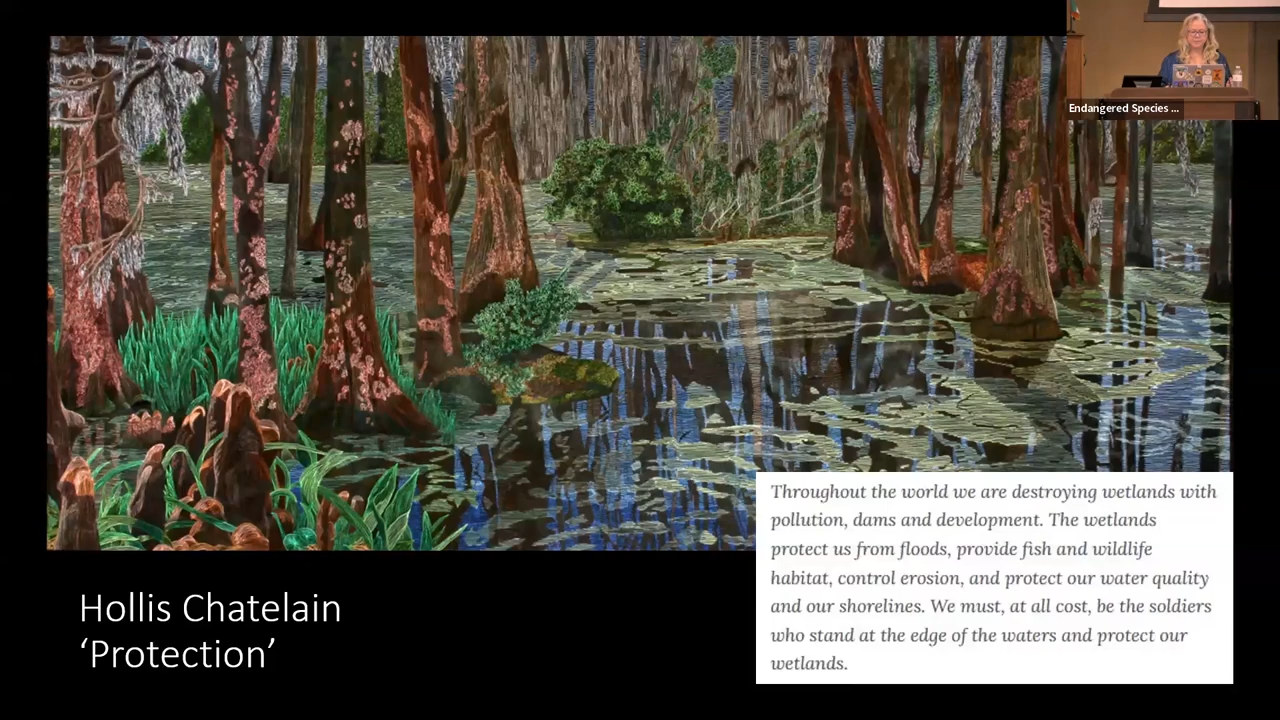 Endangered Species ...
Throughout the world we are destroying wetlands with
pollution, dams and development. The wetlands
protect us from floods, provide fish and wildlife
habitat, control erosion, and protect our water quality
and our shorelines. We must, at all cost, be the soldiers
who stand at the edge of the waters and protect our
wetlands.
Hollis Chatelain
‘Protection’